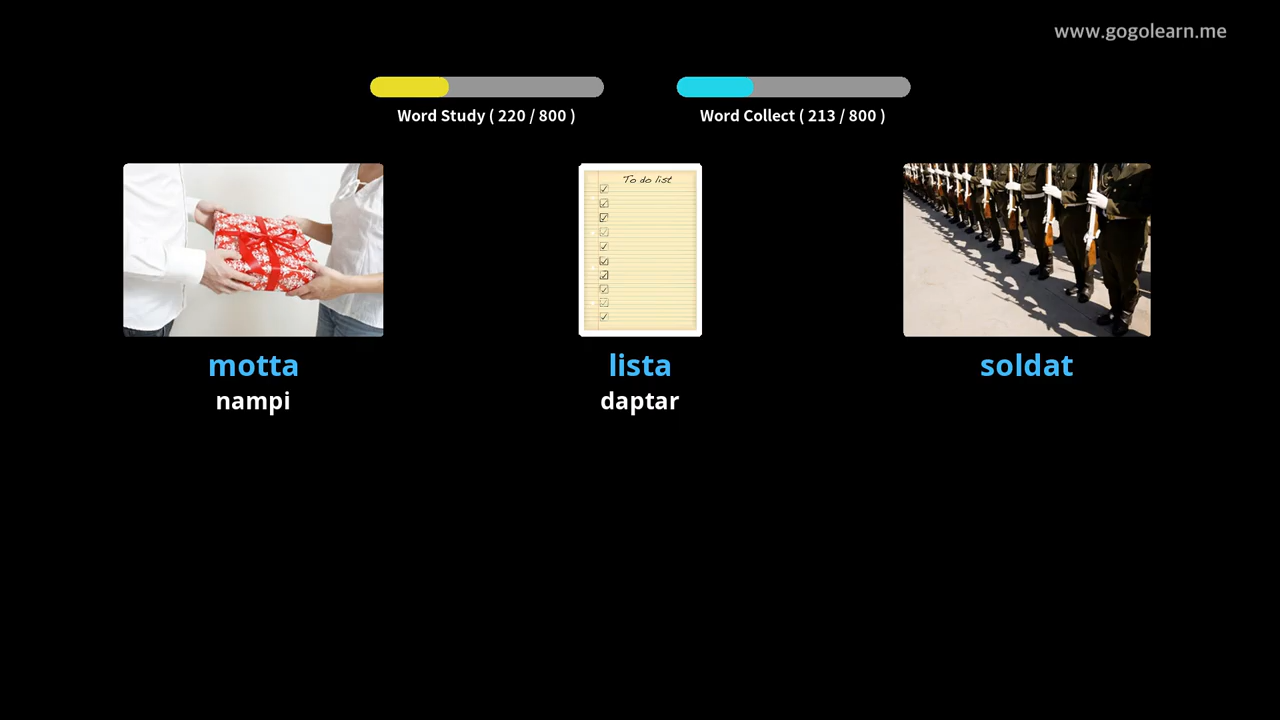 www.gogolearn.me
Word Study ( 220 / 800 )
Word Collect ( 213 / 800 )
To do list
motta
lista
soldat
nampi
daptar